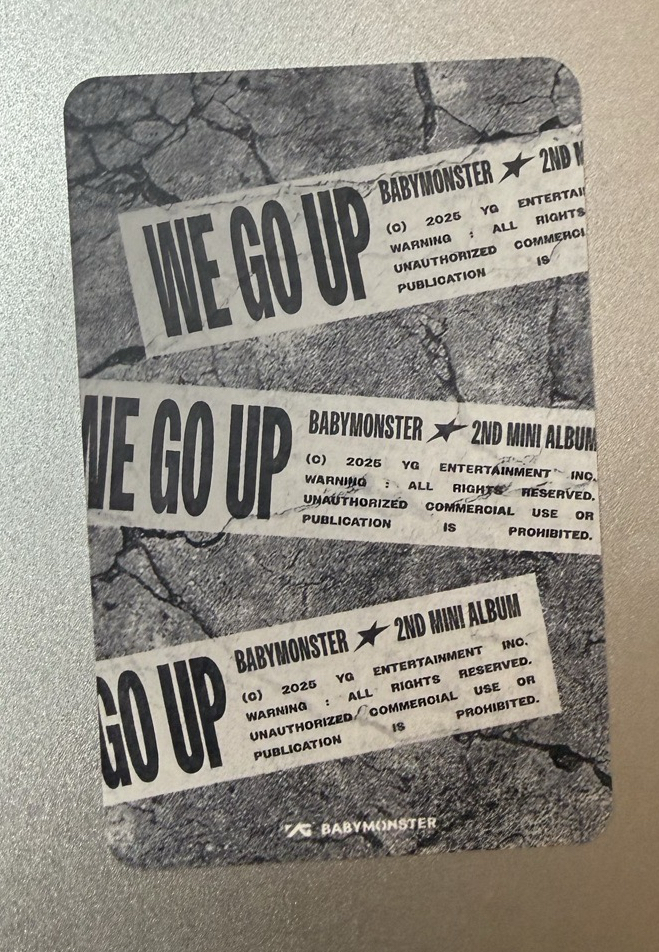 WE GO UP
BABYMONSTER ★ 2ND M
(C) 2025 YG ENTERTAI
WARNING : ALL RIGHTS
UNAUTHORIZED COMMERCI
PUBLICATION IS
WE GO UP
BABYMONSTER ★ 2ND MINI ALBUM
(C) 2025 YG ENTERTAINMENT INC.
WARNING : ALL RIGHTS RESERVED.
UNAUTHORIZED COMMERCIAL USE OR
PUBLICATION IS PROHIBITED.
GO UP
BABYMONSTER ★ 2ND MINI ALBUM
(C) 2025 YG ENTERTAINMENT INC.
WARNING : ALL RIGHTS RESERVED.
UNAUTHORIZED COMMERCIAL USE OR
PUBLICATION IS PROHIBITED.
YG BABYMONSTER